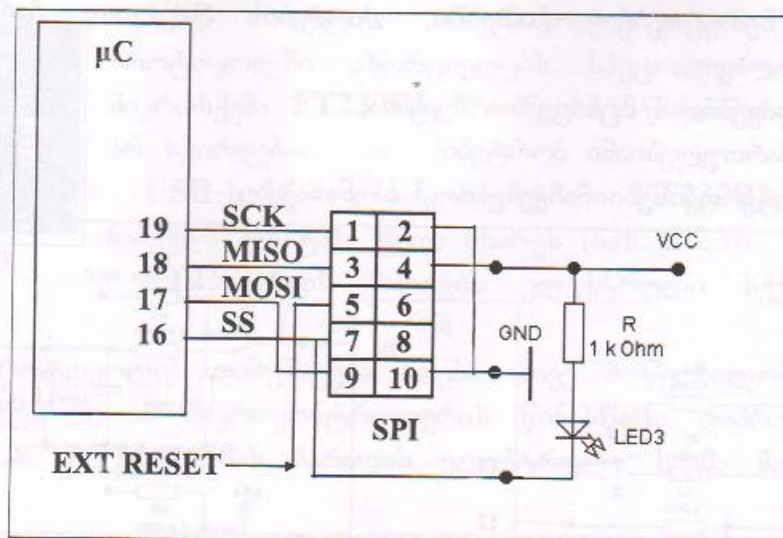 μC
19 SCK 1 2
VCC
18 MISO 3 4
17 MOSI 5 6
GND R
1 k Ohm
16 SS 7 8
9 10
SPI
LED3
EXT RESET